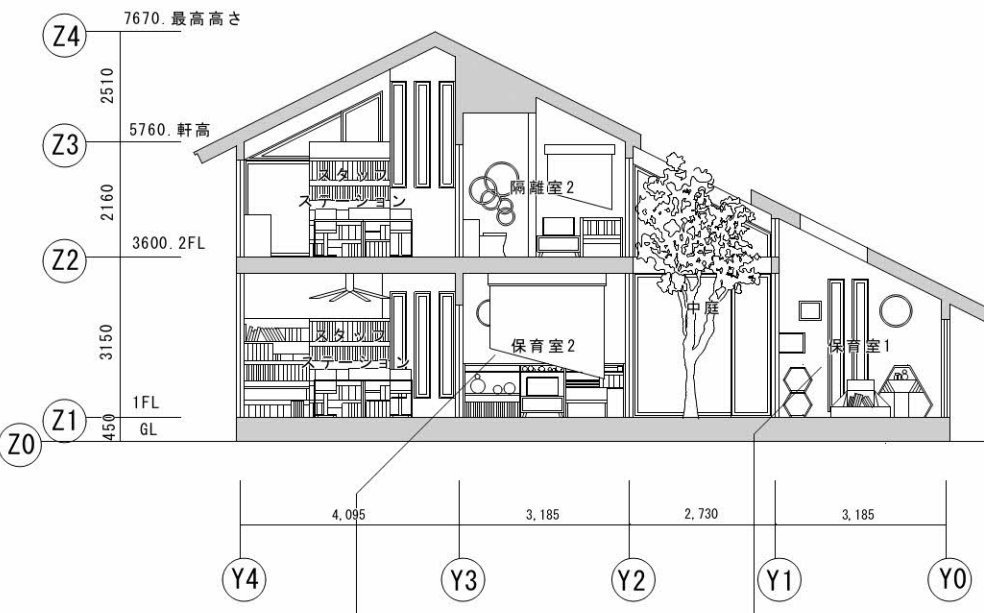 7670.最高高さ
Z4
2510
5760.軒高
Z3
スタッフ
ステーション
隔離室2
2160
3600.2FL
Z2
中庭
3150
スタッフ
ステーション
保育室2
保育室1
1FL
Z1
450
GL
Z0
4,095
3,185
2,730
3,185
Y4
Y3
Y2
Y1
Y0